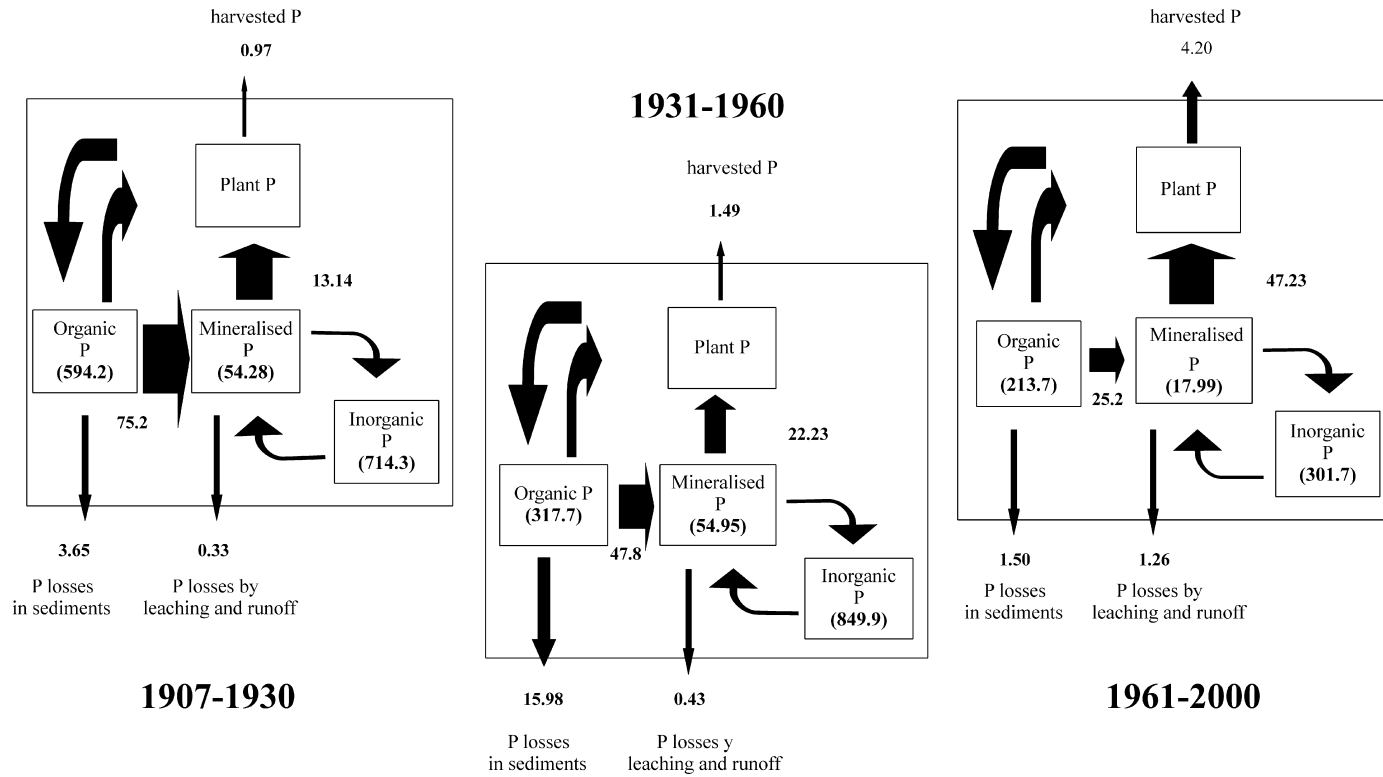 harvested P
0.97
Plant P
13.14
Organic
P
(594.2)
Mineralised
P
(54.28)
75.2
Inorganic
P
(714.3)
3.65
0.33
P losses
in sediments
P losses by
leaching and runoff
1907-1930
1931-1960
harvested P
1.49
Plant P
22.23
Organic P
(317.7)
Mineralised
P
(54.95)
47.8
Inorganic
P
(849.9)
15.98
0.43
P losses
in sediments
P losses y
leaching and runoff
harvested P
4.20
Plant P
47.23
Organic
P
(213.7)
Mineralised
P
(17.99)
25.2
Inorganic
P
(301.7)
1.50
1.26
P losses
in sediments
P losses by
leaching and runoff
1961-2000